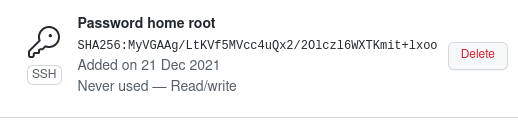 Password home root
SHA256:MyVGAAg/LtKVf5MVcc4uQx2/2Olczl6WXTKmit+lxoo
SSH
Added on 21 Dec 2021
Never used — Read/write
Delete